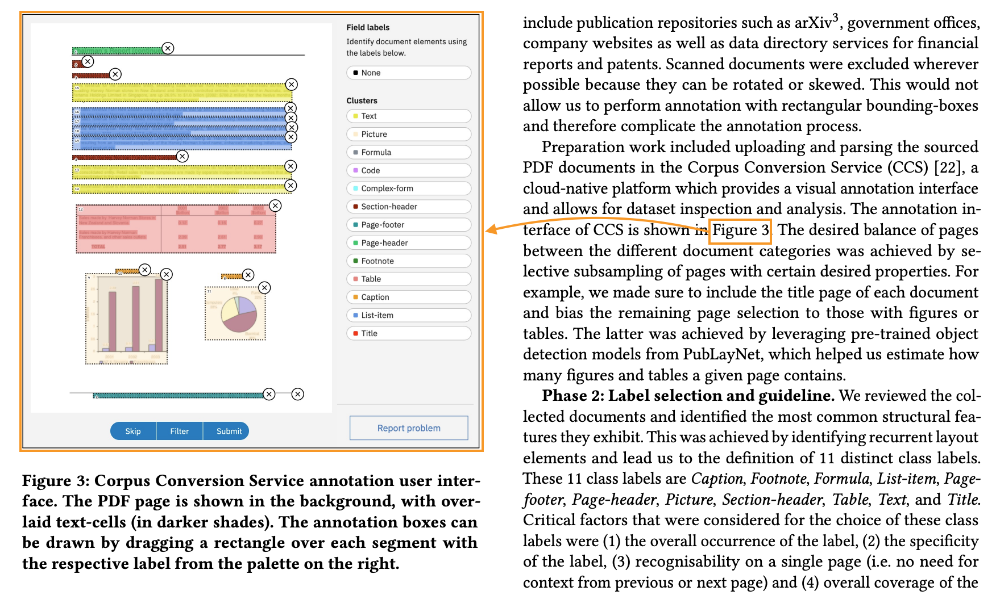 Field labels
Identify document elements using
the labels below.
None
Clusters
Text
Picture
Formula
Code
Complex-form
Section-header
Page-footer
Page-header
Footnote
Table
Caption
List-item
Title
Skip
Filter
Submit
Report problem
Figure 3: Corpus Conversion Service annotation user inter-
face. The PDF page is shown in the background, with over-
laid text-cells (in darker shades). The annotation boxes can
be drawn by dragging a rectangle over each segment with
the respective label from the palette on the right.
include publication repositories such as arXiv3, government offices,
company websites as well as data directory services for financial
reports and patents. Scanned documents were excluded wherever
possible because they can be rotated or skewed. This would not
allow us to perform annotation with rectangular bounding-boxes
and therefore complicate the annotation process.
Preparation work included uploading and parsing the sourced
PDF documents in the Corpus Conversion Service (CCS) [22], a
cloud-native platform which provides a visual annotation interface
and allows for dataset inspection and analysis. The annotation in-
terface of CCS is shown in Figure 3. The desired balance of pages
between the different document categories was achieved by se-
lective subsampling of pages with certain desired properties. For
example, we made sure to include the title page of each document
and bias the remaining page selection to those with figures or
tables. The latter was achieved by leveraging pre-trained object
detection models from PubLayNet, which helped us estimate how
many figures and tables a given page contains.
Phase 2: Label selection and guideline. We reviewed the col-
lected documents and identified the most common structural fea-
tures they exhibit. This was achieved by identifying recurrent layout
elements and lead us to the definition of 11 distinct class labels.
These 11 class labels are Caption, Footnote, Formula, List-item, Page-
footer, Page-header, Picture, Section-header, Table, Text, and Title.
Critical factors that were considered for the choice of these class
labels were (1) the overall occurrence of the label, (2) the specificity
of the label, (3) recognisability on a single page (i.e. no need for
context from previous or next page) and (4) overall coverage of the